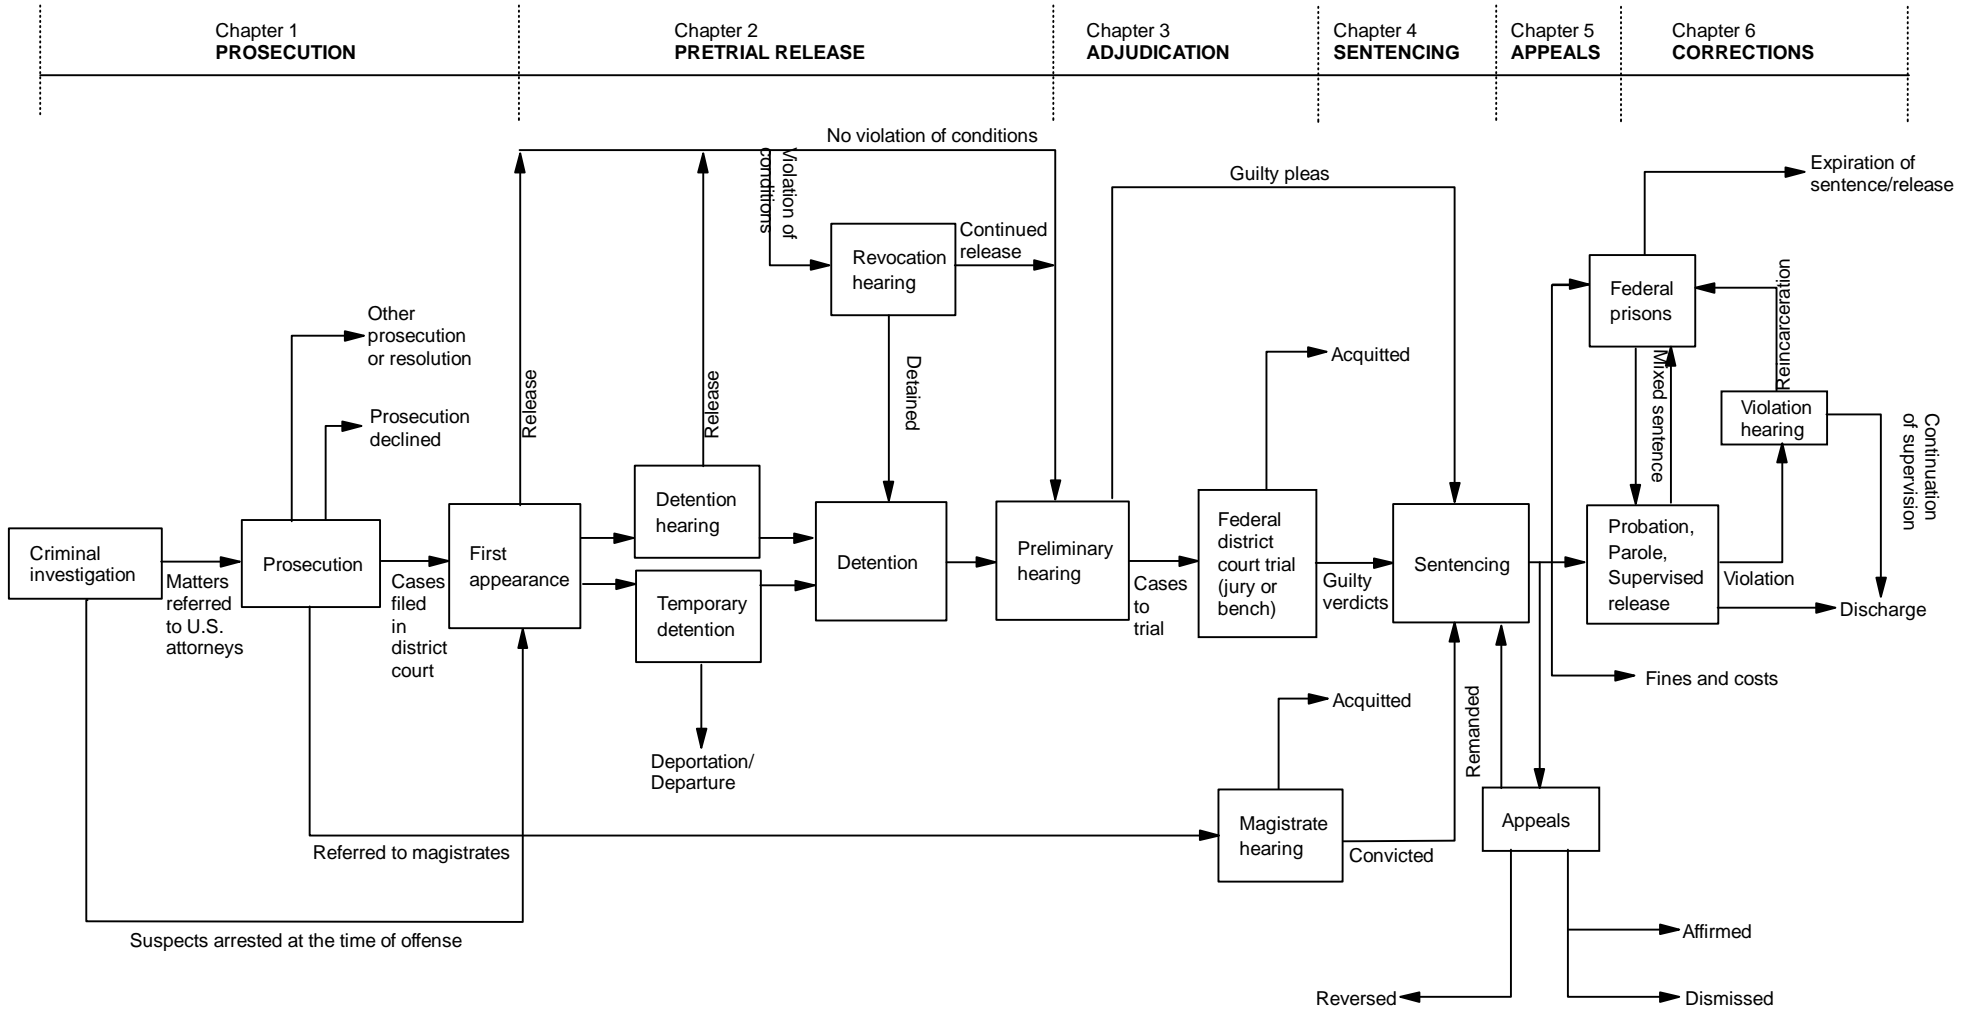 Chapter 1
PROSECUTION
Chapter 2
PRETRIAL RELEASE
Chapter 3
ADJUDICATION
Chapter 4
SENTENCING
Chapter 5
APPEALS
Chapter 6
CORRECTIONS
No violation of conditions
Violation of
conditions
Guilty pleas
Expiration of
sentence/release
Revocation
hearing
Continued
release
Federal
prisons
Reincarceration
Other
prosecution
or resolution
Acquitted
Release
Release
Detained
Mixed sentence
Prosecution
declined
Violation
hearing
Continuation
of supervision
Detention
hearing
Criminal
investigation
Matters
referred
to U.S.
attorneys
Prosecution
Cases
filed
in
district
court
First
appearance
Temporary
detention
Detention
Preliminary
hearing
Cases
to
trial
Federal
district
court trial
(jury or
bench)
Guilty
verdicts
Sentencing
Probation,
Parole,
Supervised
release
Violation
Discharge
Fines and costs
Deportation/
Departure
Acquitted
Remanded
Referred to magistrates
Magistrate
hearing
Convicted
Appeals
Suspects arrested at the time of offense
Affirmed
Reversed
Dismissed